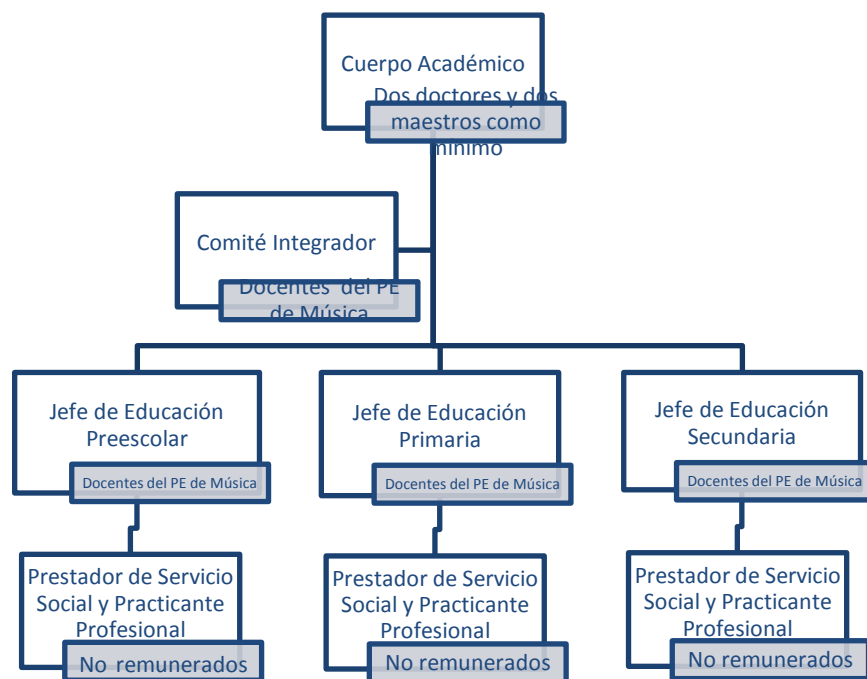 Cuerpo Académico
Dos doctores y dos
maestros como
mínimo
Comité Integrador
Docentes del PE
de Música
Jefe de Educación
Preescolar
Docentes del PE de Música
Jefe de Educación
Primaria
Docentes del PE de Música
Jefe de Educación
Secundaria
Docentes del PE de Música
Prestador de Servicio
Social y Practicante
Profesional
No remunerados
Prestador de Servicio
Social y Practicante
Profesional
No remunerados
Prestador de Servicio
Social y Practicante
Profesional
No remunerados